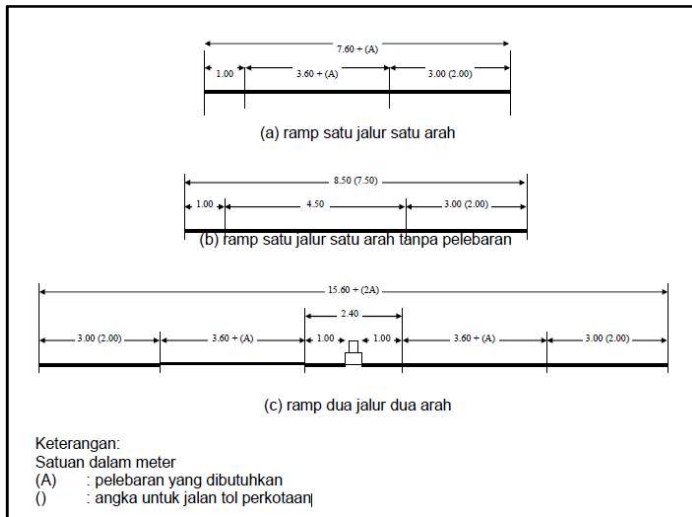 7.60 + (A)
1.00 3.60 + (A) 3.00 (2.00)
(a) ramp satu jalur satu arah
8.50 (7.50)
1.00 4.50 3.00 (2.00)
(b) ramp satu jalur satu arah tanpa pelebaran
15.60 + (2A)
2.40
3.00 (2.00) 3.60 + (A) 1.00 1.00 3.60 + (A) 3.00 (2.00)
(c) ramp dua jalur dua arah
Keterangan:
Satuan dalam meter
(A) : pelebaran yang dibutuhkan
() : angka untuk jalan tol perkotaan